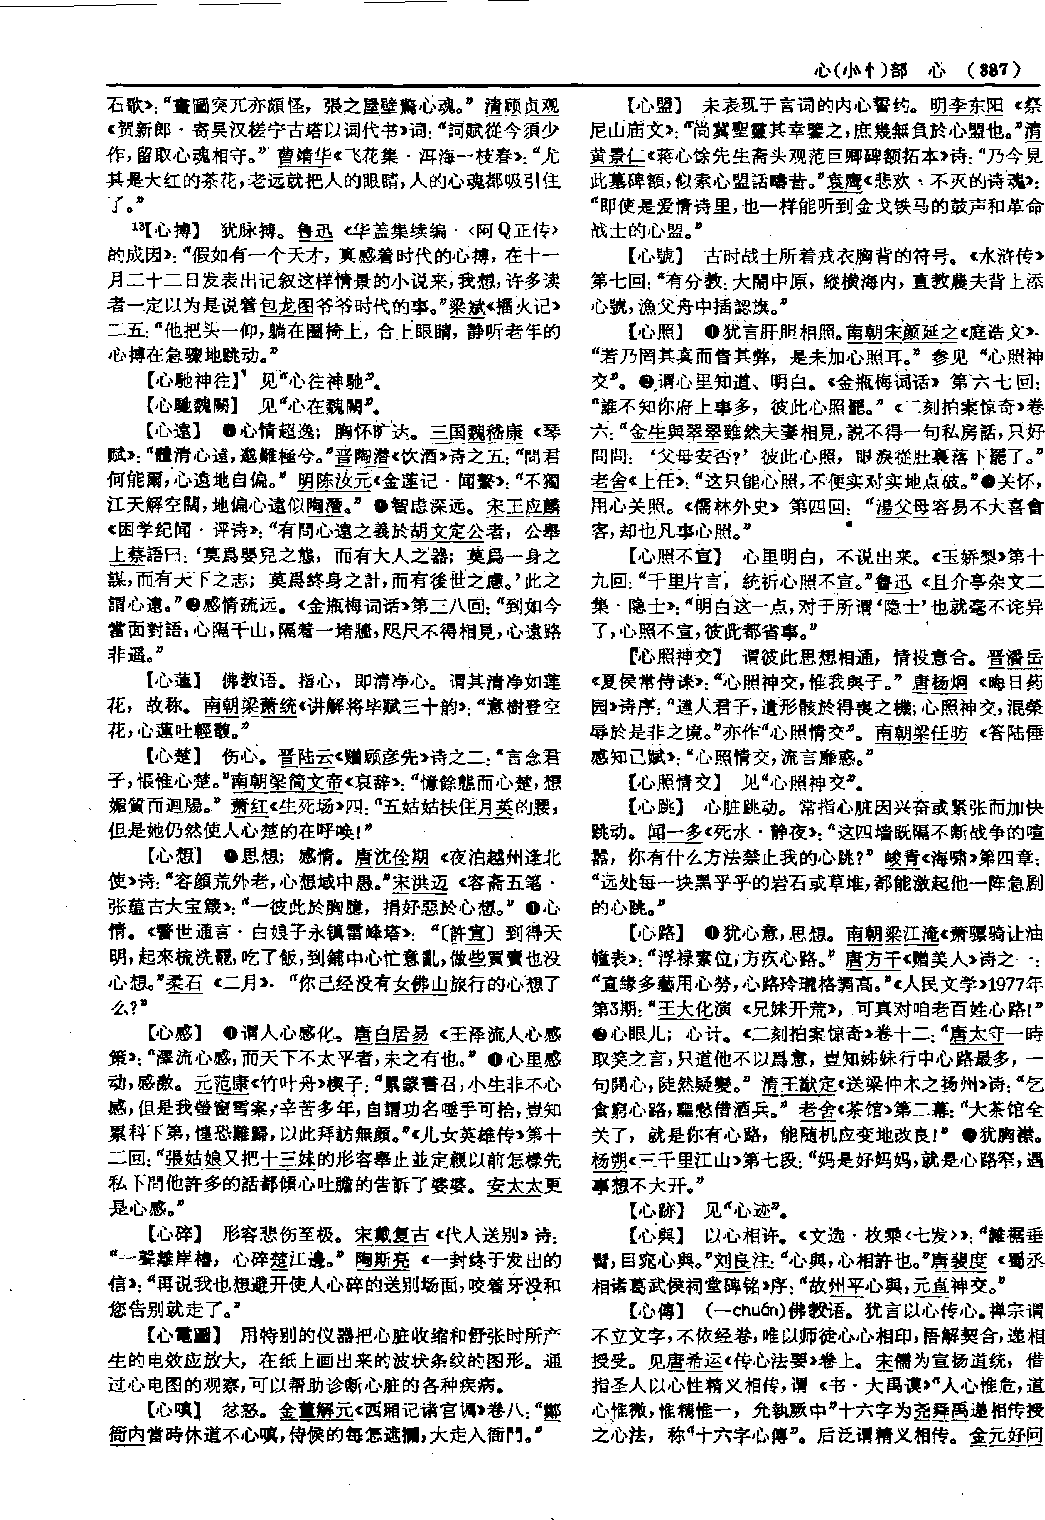 心(小忄)部　心　(387)
石歌》：“畫圖突兀亦頗怪，張之屋壁驚心魂。” 清顾贞观
《贺新郎·寄吴汉槎宁古塔以词代书》词：“詞賦從今須少
作，留取心魂相守。” 曹靖华《飞花集·洱海一枝春》：“尤
其是大红的茶花，老远就把人的眼睛，人的心魂都吸引住
了。”
13【心搏】 犹脉搏。鲁迅《华盖集续编·〈阿Q正传〉
的成因》：“假如有一个天才，真感着时代的心搏，在十一
月二十二日发表出记叙这样情景的小说来，我想，许多读
者一定以为是说着包龙图爷爷时代的事。”梁斌《播火记》
二五：“他把头一仰，躺在圈椅上，合上眼睛，静听老年的
心搏在急骤地跳动。”
【心馳神往】 见“心往神馳”。
【心馳魏闕】 见“心在魏闕”。
【心遠】 ❶心情超逸；胸怀旷达。三国魏嵇康《琴
赋》：“體清心遠，邈難極兮。”晋陶潜《饮酒》诗之五：“問君
何能爾，心遠地自偏。” 明陈汝元《金莲记·闻繫》：“不獨
江天解空闊，地偏心遠似陶潛。” ❷智虑深远。宋王应麟
《困学纪闻·评诗》：“有問心遠之義於胡文定公者，公舉
上蔡語曰：‘莫爲嬰兒之態，而有大人之器；莫爲一身之
謀，而有天下之志；莫爲終身之計，而有後世之慮。’此之
謂心遠。”❸感情疏远。《金瓶梅词话》第三八回：“到如今
當面對語，心隔千山，隔着一堵牆，咫尺不得相見，心遠路
非遥。”
【心蓮】 佛教语。指心，即清净心。谓其清净如莲
花，故称。南朝梁萧统《讲解将毕赋三十韵》：“意樹登空
花，心蓮吐輕馥。”
【心楚】 伤心。晋陆云《赠顾彦先》诗之二：“言念君
子，悵惟心楚。”南朝梁简文帝《哀辞》：“憶餘態而心楚，想
媚質而迴腸。” 萧红《生死场》四：“五姑姑扶住月英的腰，
但是她仍然使人心楚的在呼唤！”
【心想】 ❶思想；感情。唐沈佺期《夜泊越州逢北
使》诗：“容顔荒外老，心想域中愚。”宋洪迈《容斋五笔·
张蕴古大宝箴》：“一彼此於胸臆，捐好惡於心想。” ❷心
情。《警世通言·白娘子永镇雷峰塔》：“〔許宣〕到得天
明，起來梳洗罷，吃了飯，到鋪中心忙意亂，做些買賣也没
心想。”柔石《二月》：“你已经没有女佛山旅行的心想了
么？”
【心感】 ❶谓人心感化。唐白居易《王泽流人心感
策》：“澤流心感，而天下不太平者，未之有也。” ❷心里感
动，感激。元范康《竹叶舟》楔子：“累蒙書召，小生非不心
感，但是我螢窗雪案，辛苦多年，自謂功名唾手可拾，豈知
累科下第，惶恐難歸，以此拜訪無顔。”《儿女英雄传》第十
二回：“張姑娘又把十三妹的形容舉止並定親以前怎樣先
私下問他許多的話都傾心吐膽的告訴了婆婆。安太太更
是心感。”
【心碎】 形容悲伤至极。宋戴复古《代人送别》诗：
“一聲離岸櫓，心碎楚江邊。” 陶斯亮《一封终于发出的
信》：“再说我也想避开使人心碎的送别场面，咬着牙没和
您告别就走了。”
【心電圖】 用特别的仪器把心脏收缩和舒张时所产
生的电效应放大，在纸上画出来的波状条纹的图形。通
过心电图的观察，可以帮助诊断心脏的各种疾病。
【心嗔】 忿怒。金董解元《西厢记诸宫调》卷八：“鄭
衙内當時休道不心嗔，侍候的每怎遮攔，大走入衙門。”
【心盟】 未表现于言词的内心誓约。明李东阳《祭
尼山庙文》：“尚冀聖靈其幸鑒之，庶幾無負於心盟也。”清
黄景仁《蒋心馀先生斋头观范巨卿碑额拓本》诗：“乃今見
此墓碑額，似索心盟話疇昔。”袁鹰《悲欢·不灭的诗魂》：
“即使是爱情诗里，也一样能听到金戈铁马的鼓声和革命
战士的心盟。”
【心號】 古时战士所着戎衣胸背的符号。《水浒传》
第七回：“有分教：大鬧中原，縱横海内，直教農夫背上添
心號，漁父舟中插認旗。”
【心照】 ❶犹言肝胆相照。南朝宋颜延之《庭诰文》：
“若乃罔其真而眚其弊，是未加心照耳。” 参见“心照神
交”。❷谓心里知道、明白。《金瓶梅词话》第六七回：
“誰不知你府上事多，彼此心照罷。”《二刻拍案惊奇》卷
六：“金生與翠翠雖然夫妻相見，説不得一句私房話，只好
問問：‘父母安否？’彼此心照，眼淚從肚裏落下罷了。”
老舍《上任》：“这只能心照，不便实对实地点破。”❸关怀，
用心关照。《儒林外史》第四回：“湯父母容易不大喜會
客，却也凡事心照。”
【心照不宣】 心里明白，不说出来。《玉娇梨》第十
九回：“千里片言，統祈心照不宣。”鲁迅《且介亭杂文二
集·隐士》：“明白这一点，对于所谓‘隐士’也就毫不诧异
了，心照不宣，彼此都省事。”
【心照神交】 谓彼此思想相通，情投意合。晋潘岳
《夏侯常侍诔》：“心照神交，惟我與子。” 唐杨炯《晦日药
园》诗序：“道人君子，遺形骸於得喪之機；心照神交，混榮
辱於是非之境。”亦作“心照情交”。南朝梁任昉《答陆倕
感知己赋》：“心照情交，流言靡惑。”
【心照情交】 见“心照神交”。
【心跳】 心脏跳动。常指心脏因兴奋或紧张而加快
跳动。闻一多《死水·静夜》：“这四墙既隔不断战争的喧
嚣，你有什么方法禁止我的心跳？” 峻青《海啸》第四章：
“远处每一块黑乎乎的岩石或草堆，都能激起他一阵急剧
的心跳。”
【心路】 ❶犹心意，思想。南朝梁江淹《萧骠骑让油
幢表》：“浮禄素位，方疚心路。” 唐方干《赠美人》诗之一：
“直緣多藝用心勞，心路玲瓏格調高。”《人民文学》1977年
第3期：“王大化演《兄妹开荒》，可真对咱老百姓心路！”
❷心眼儿；心计。《二刻拍案惊奇》卷十二：“唐太守一時
取笑之言，只道他不以爲意，豈知姊妹行中心路最多，一
句關心，陡然疑變。” 清王猷定《送梁仲木之扬州》诗：“乞
食窮心路，驅愁借酒兵。” 老舍《茶馆》第二幕：“大茶馆全
关了，就是你有心路，能随机应变地改良！” ❸犹胸襟。
杨朔《三千里江山》第七段：“妈是好妈妈，就是心路窄，遇
事想不大开。”
【心跡】 见“心迹”。
【心與】 以心相许。《文选·枚乘〈七发〉》：“雜裾垂
髾，目窕心與。”刘良注：“心與，心相許也。”唐裴度《蜀丞
相诸葛武侯祠堂碑铭》序：“故州平心與，元直神交。”
【心傳】 (—chuán)佛教语。犹言以心传心。禅宗谓
不立文字，不依经卷，唯以师徒心心相印，悟解契合，递相
授受。见唐希运《传心法要》卷上。宋儒为宣扬道统，借
指圣人以心性精义相传，谓《书·大禹谟》“人心惟危，道
心惟微，惟精惟一，允執厥中”十六字为尧舜禹递相传授
之心法，称“十六字心傳”。后泛谓精义相传。金元好问